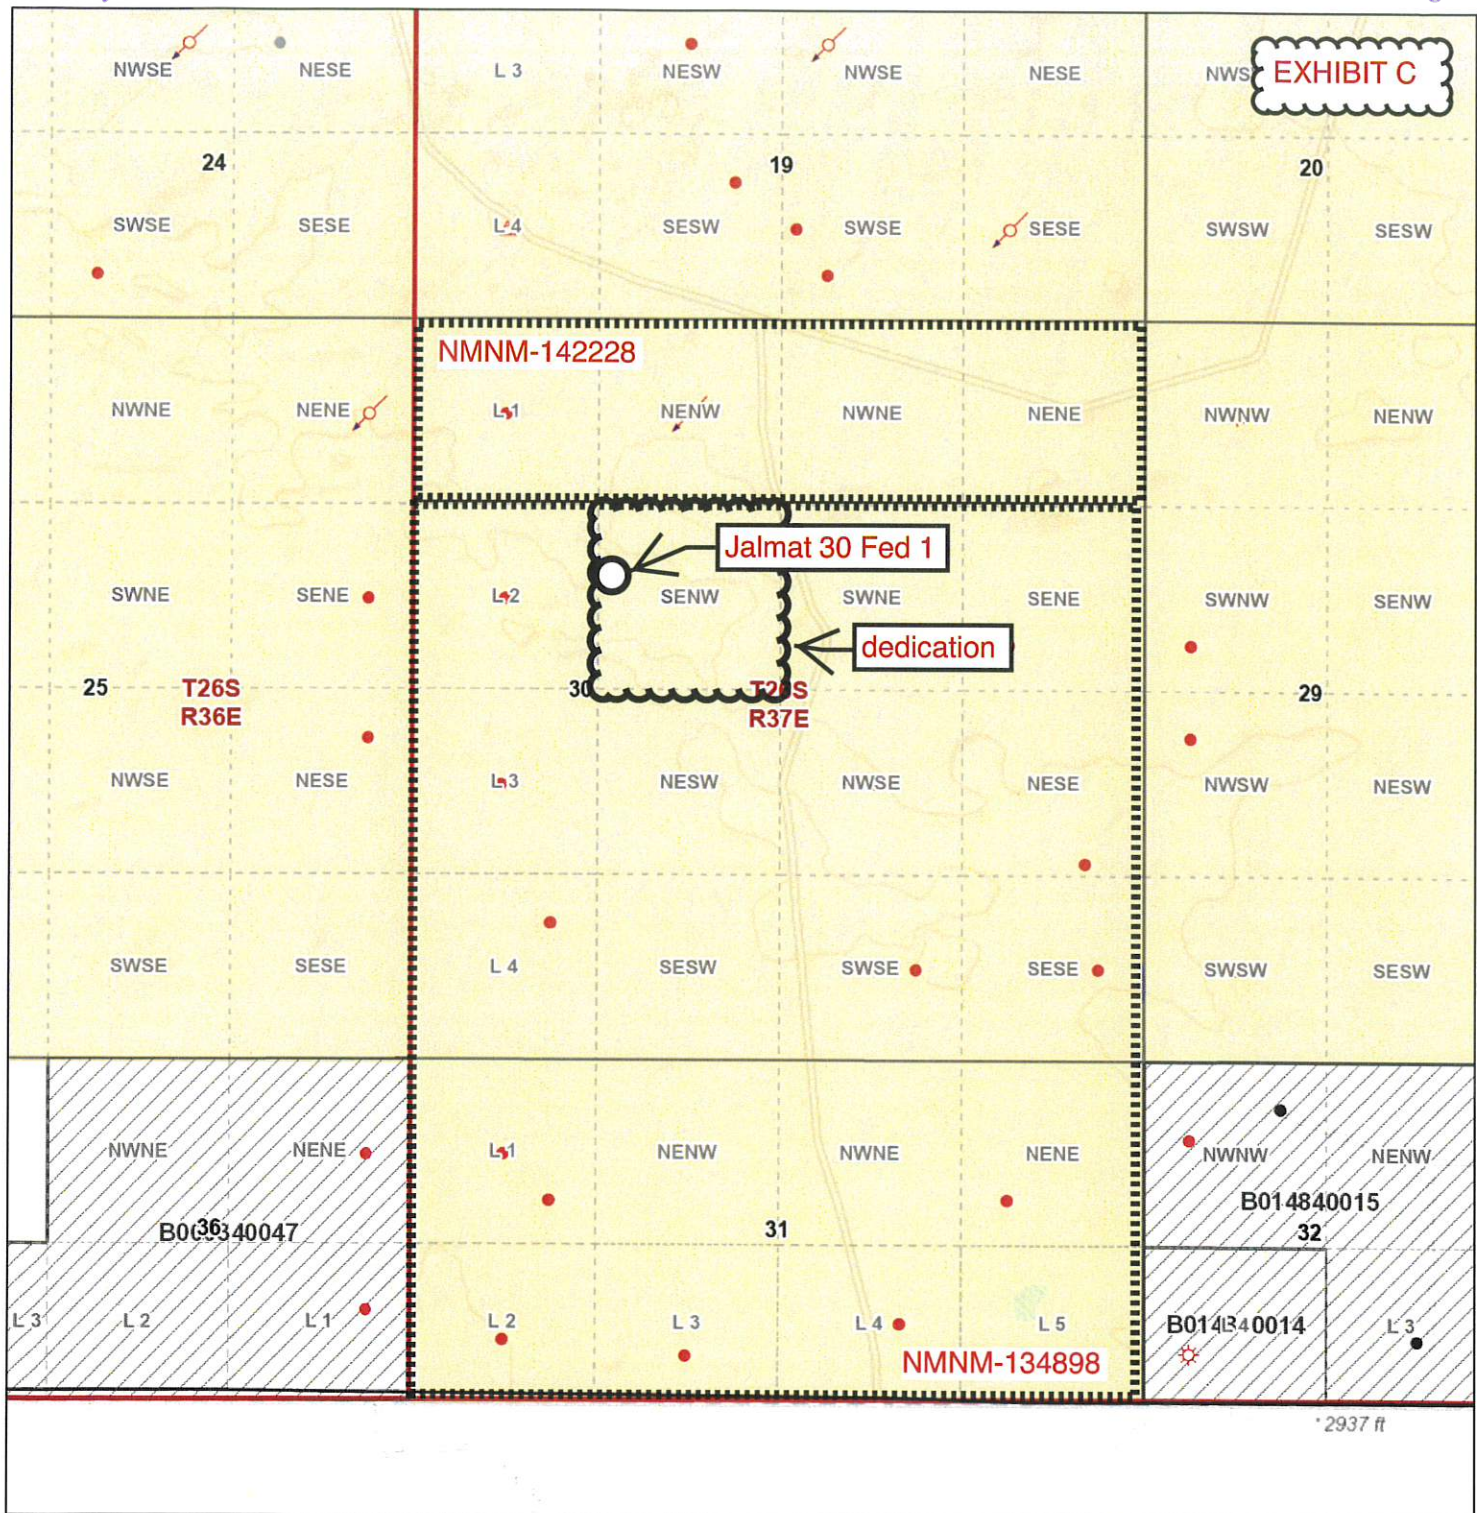 NWSE NESE L 3 NESW NWSE NESE NWS EXHIBIT C
24 19 20
SWSE SESE L 4 SESW SWSE SESE SWSW SESW
NMNM-142228
NWNE NENE L 1 NENW NWNE NENE NWNW NENW
Jalmat 30 Fed 1
SWNE SENE L 2 SENW SWNE SENE SWNW SENW
dedication
25 T26S 30 T26S 29
R36E R37E
NWSE NESE L 3 NESW NWSE NESE NWSW NESW
SWSE SESE L 4 SESW SWSE SESE SWSW SESW
NWNE NENE L 1 NENW NWNE NENE NWNW NENW
B014840015
36 31 32
L 3 L 2 L 1 L 2 L 3 L 4 L 5 L 3
NMNM-134898
2937 ft